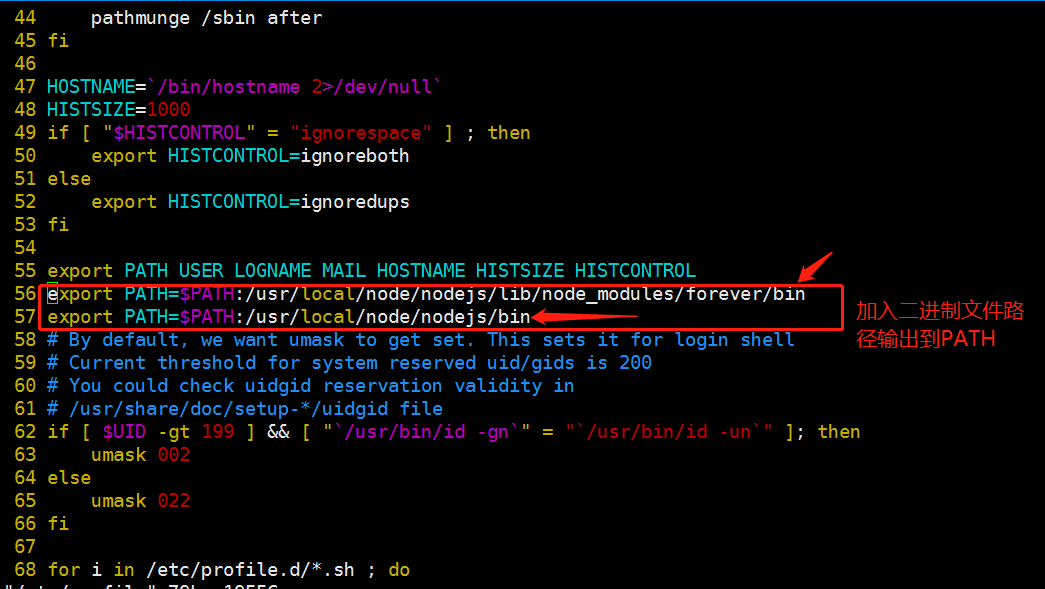 44     pathmunge /sbin after
45 fi
46
47 HOSTNAME=`/bin/hostname 2>/dev/null`
48 HISTSIZE=1000
49 if [ "$HISTCONTROL" = "ignorespace" ] ; then
50     export HISTCONTROL=ignoreboth
51 else
52     export HISTCONTROL=ignoredups
53 fi
54
55 export PATH USER LOGNAME MAIL HOSTNAME HISTSIZE HISTCONTROL
56 export PATH=$PATH:/usr/local/node/nodejs/lib/node_modules/forever/bin
57 export PATH=$PATH:/usr/local/node/nodejs/bin
加入二进制文件路
径输出到PATH
58 # By default, we want umask to get set. This sets it for login shell
59 # Current threshold for system reserved uid/gids is 200
60 # You could check uidgid reservation validity in
61 # /usr/share/doc/setup-*/uidgid file
62 if [ $UID -gt 199 ] && [ "`/usr/bin/id -gn`" = "`/usr/bin/id -un`" ]; then
63     umask 002
64 else
65     umask 022
66 fi
67
68 for i in /etc/profile.d/*.sh ; do